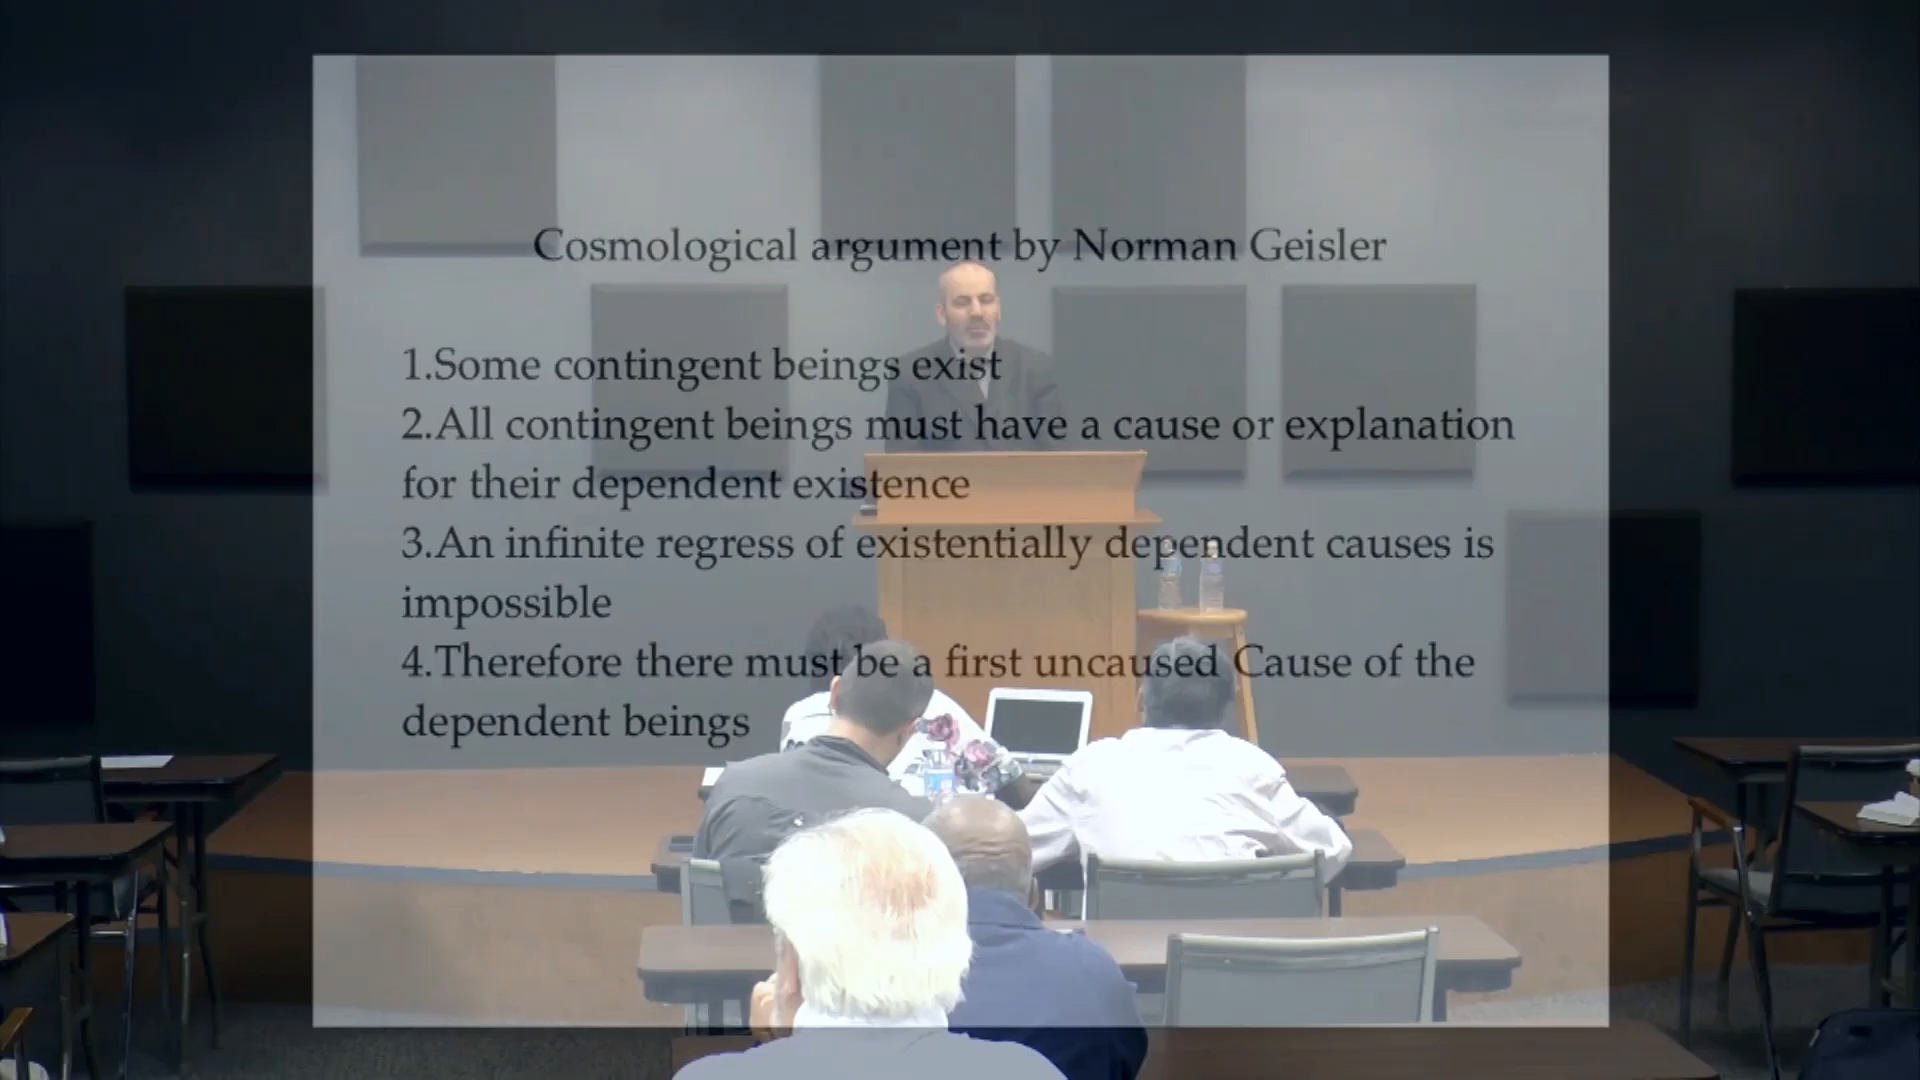 Cosmological argument by Norman Geisler
1.Some contingent beings exist
2.All contingent beings must have a cause or explanation
for their dependent existence
3.An infinite regress of existentially dependent causes is
impossible
4.Therefore there must be a first uncaused Cause of the
dependent beings